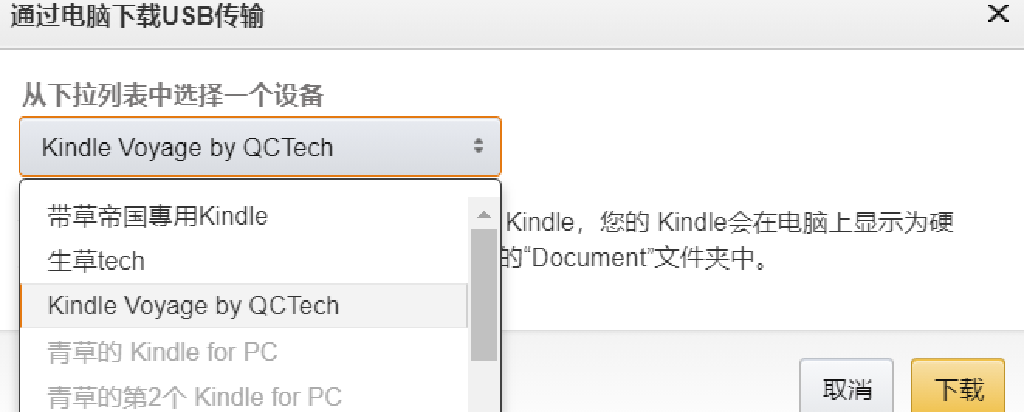 通过电脑下载USB传输
从下拉列表中选择一个设备
Kindle Voyage by QCTech
带草帝国專用Kindle
Kindle，您的 Kindle会在电脑上显示为硬
生草tech
的“Document”文件夹中。
Kindle Voyage by QCTech
青草的 Kindle for PC
青草的第2个 Kindle for PC
取消
下载